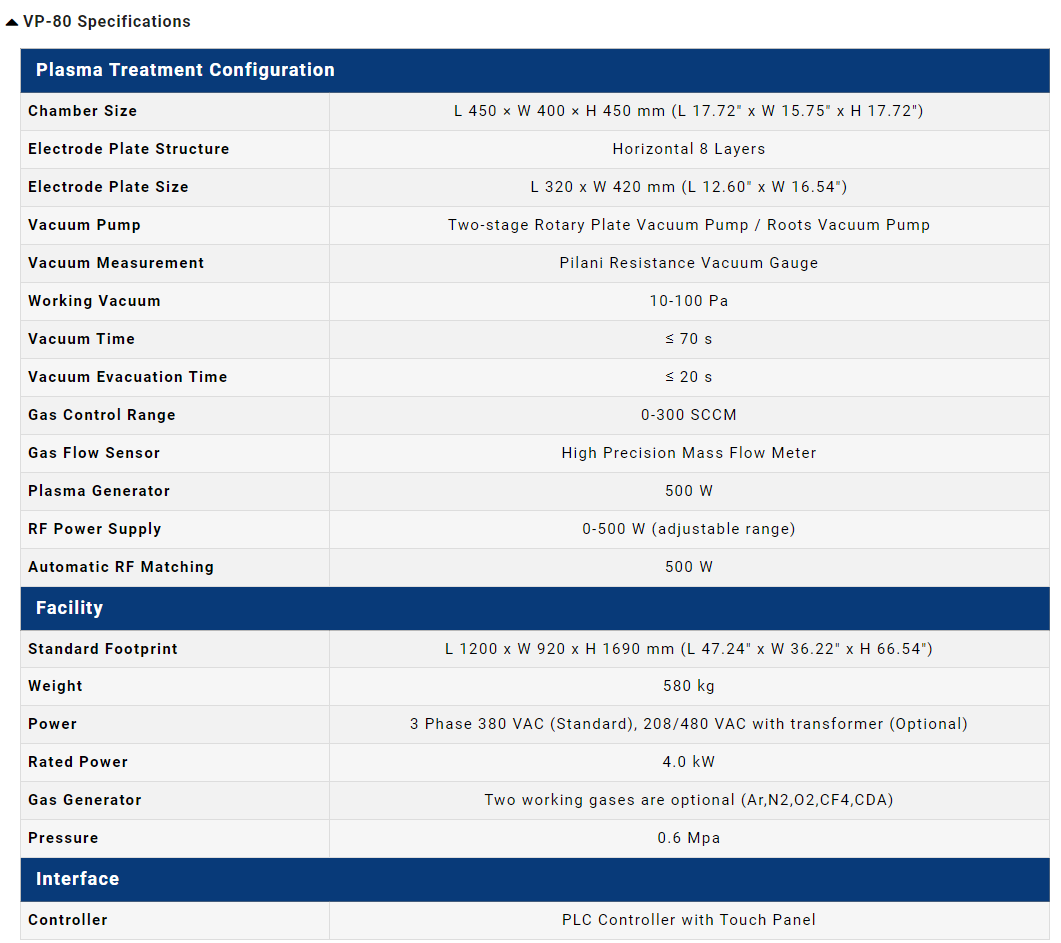 VP-80 Specifications
Plasma Treatment Configuration
Chamber Size L 450 × W 400 × H 450 mm (L 17.72" x W 15.75" x H 17.72")
Electrode Plate Structure Horizontal 8 Layers
Electrode Plate Size L 320 x W 420 mm (L 12.60" x W 16.54")
Vacuum Pump Two-stage Rotary Plate Vacuum Pump / Roots Vacuum Pump
Vacuum Measurement Pilani Resistance Vacuum Gauge
Working Vacuum 10-100 Pa
Vacuum Time ≤ 70 s
Vacuum Evacuation Time ≤ 20 s
Gas Control Range 0-300 SCCM
Gas Flow Sensor High Precision Mass Flow Meter
Plasma Generator 500 W
RF Power Supply 0-500 W (adjustable range)
Automatic RF Matching 500 W
Facility
Standard Footprint L 1200 x W 920 x H 1690 mm (L 47.24" x W 36.22" x H 66.54")
Weight 580 kg
Power 3 Phase 380 VAC (Standard), 208/480 VAC with transformer (Optional)
Rated Power 4.0 kW
Gas Generator Two working gases are optional (Ar,N2,O2,CF4,CDA)
Pressure 0.6 Mpa
Interface
Controller PLC Controller with Touch Panel